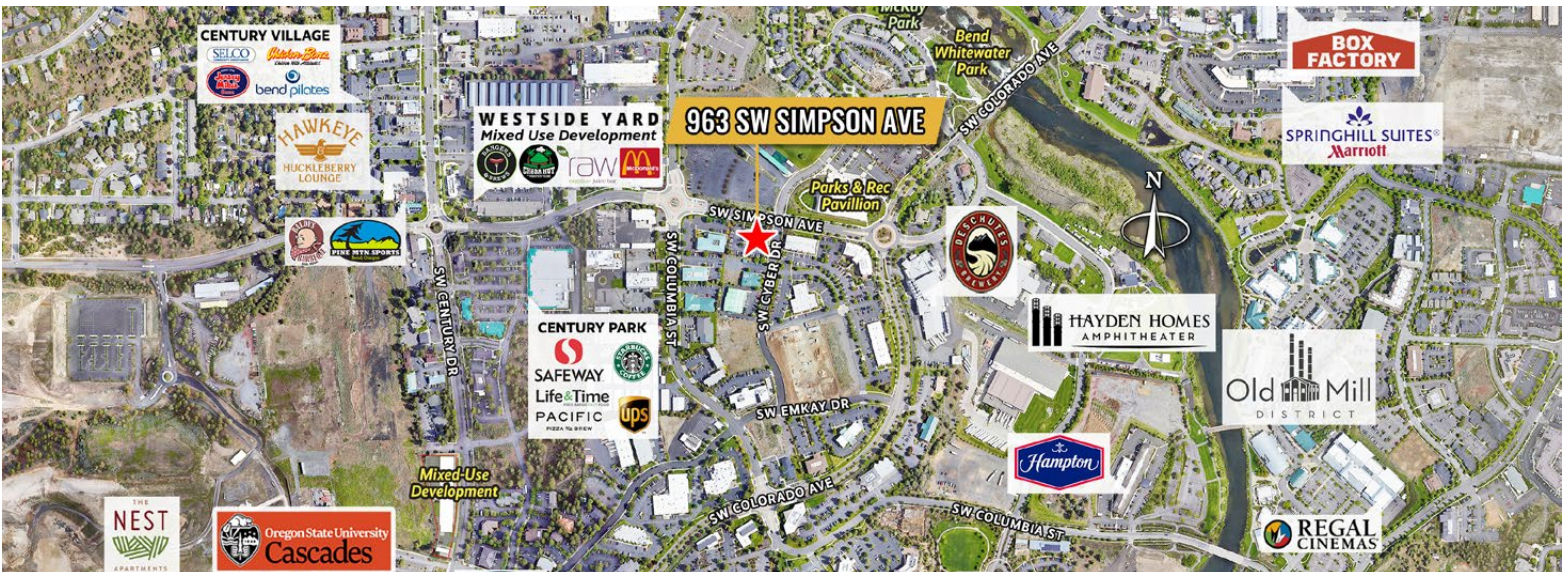 CENTURY VILLAGE
SELCO
Jersey
Mike's
bend pilates
HAWKEYE
&
HUCKLEBERRY
LOUNGE
WESTSIDE YARD
Mixed Use Development
BANGERS
& BREWS
CABBAGE
raw
McDonald's
963 SW SIMPSON AVE
McKay
Park
Bend
Whitewater
Park
SW COLORADO AVE
BOX
FACTORY
SPRINGHILL SUITES®
Marriott
N
Parks & Rec
Pavillion
SW SIMPSON AVE
DESCHUTES
BREWERY
PINE MTN. SPORTS
SW CENTURY DR
SW COLUMBIA ST
SW CYBER DR
CENTURY PARK
SAFEWAY
STARBUCKS
COFFEE
Life&Time
PACIFIC
PIZZA & BREW
ups
HAYDEN HOMES
AMPHITHEATER
Old Mill
DISTRICT
SW EMKAY DR
Hampton
Mixed-Use
Development
SW COLORADO AVE
SW COLUMBIA ST
THE
NEST
APARTMENTS
Oregon State University
Cascades
REGAL
CINEMAS